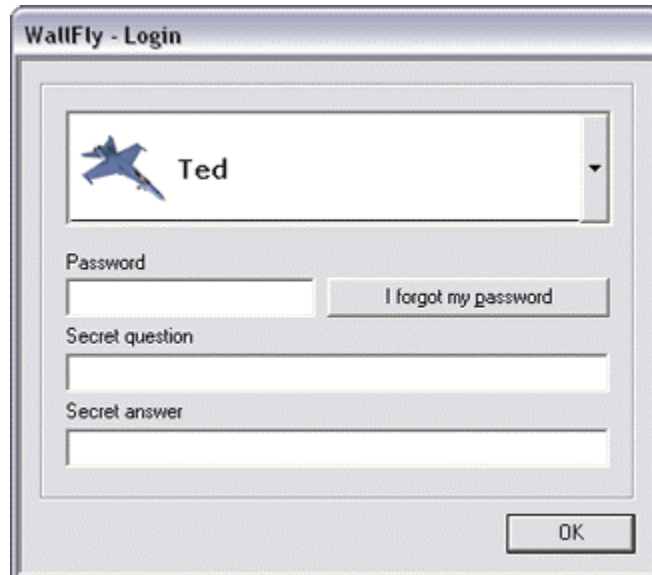 WallFly - Login
Ted
Password
I forgot my password
Secret question
Secret answer
OK